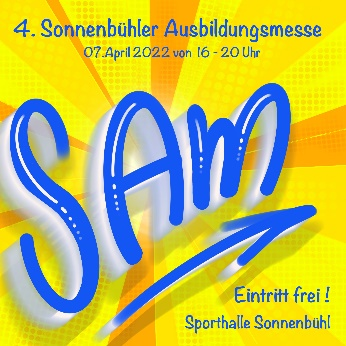 4. Sonnenbühler Ausbildungsmesse
07.April 2022 von 16 - 20 Uhr
SAM
Eintritt frei !
Sporthalle Sonnenbühl